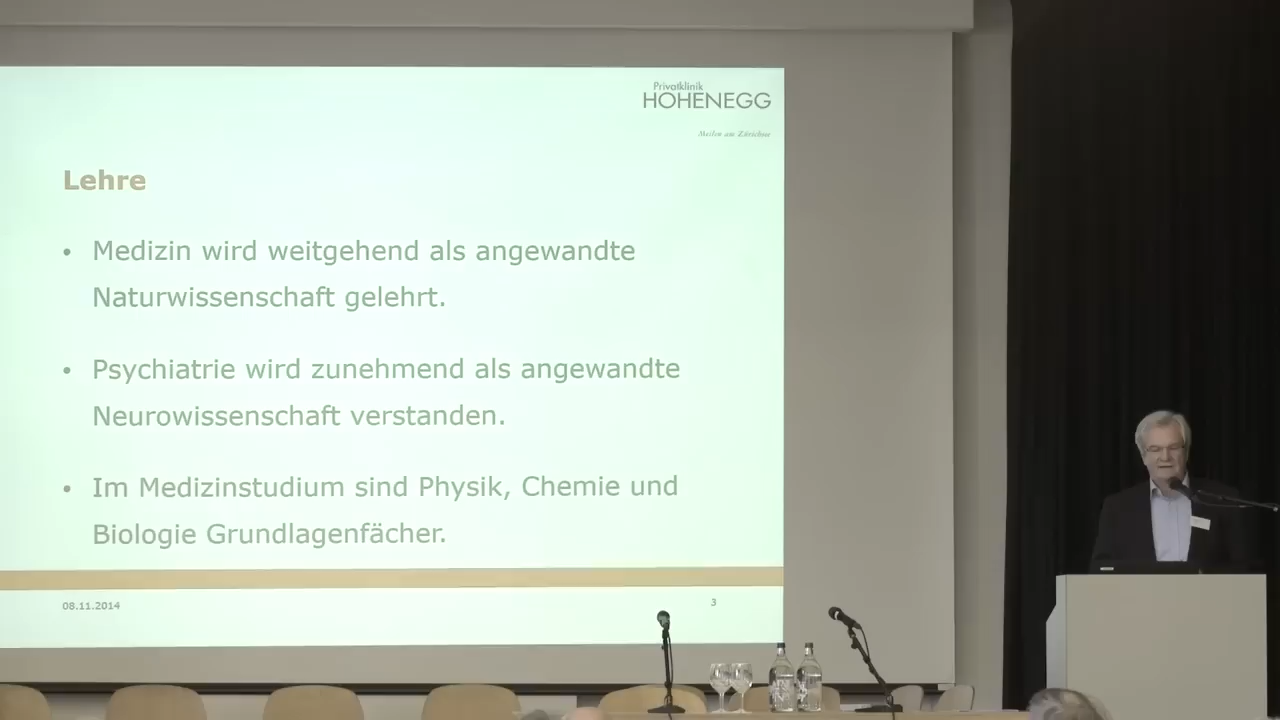 Privatklinik
HOHENEGG
Meilen am Zürichsee
Lehre
• Medizin wird weitgehend als angewandte
Naturwissenschaft gelehrt.
• Psychiatrie wird zunehmend als angewandte
Neurowissenschaft verstanden.
• Im Medizinstudium sind Physik, Chemie und
Biologie Grundlagenfächer.
08.11.2014
3